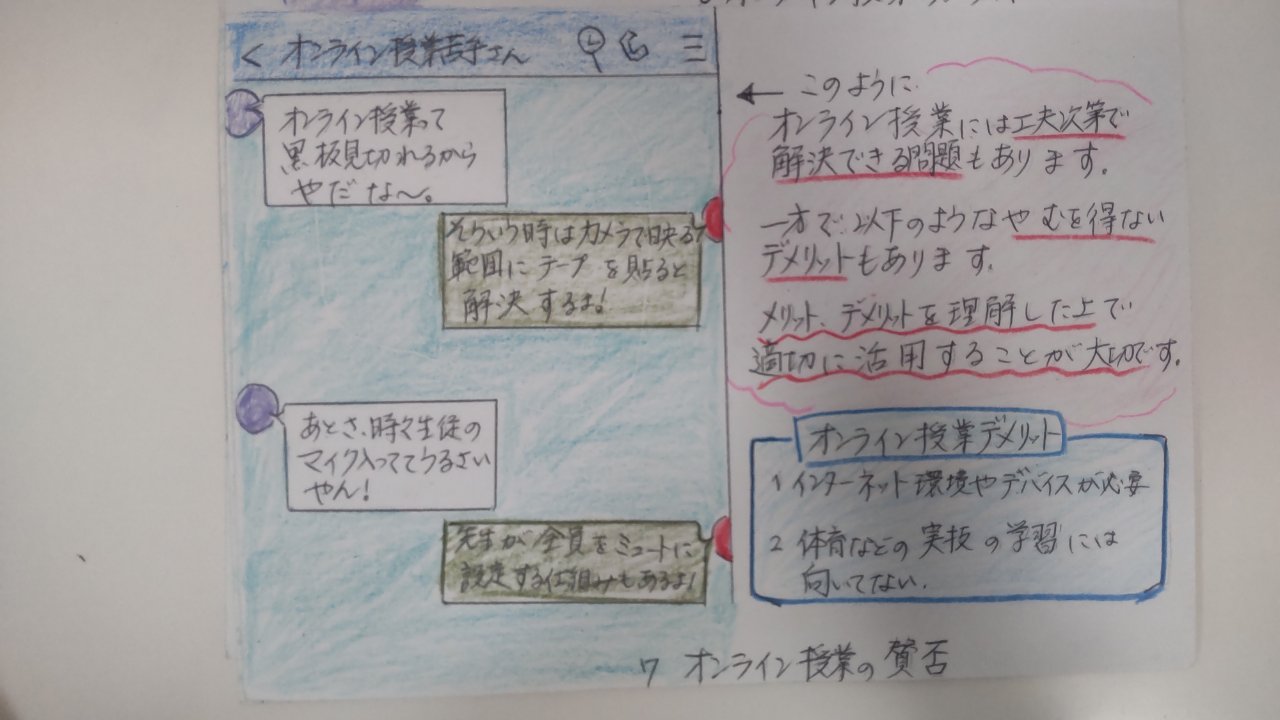 < オンライン授業苦手さん
オンライン授業って
黒板見切れるから
やだな〜。
そういう時はカメラで映る
範囲にテープを貼ると
解決するよ!
あとさ、時々生徒の
マイク入っててうるさい
やん!
先生が全員をミュートに
設定する仕組みもあるよ!
← このように
オンライン授業には工夫次第で
解決できる問題もあります。
一方で、以下のようなやむを得ない
デメリットもあります。
メリット、デメリットを理解した上で
適切に活用することが大切です。
オンライン授業デメリット
1 インターネット環境やデバイスが必要
2 体育などの実技の学習には
向いてない.
7 オンライン授業の賛否